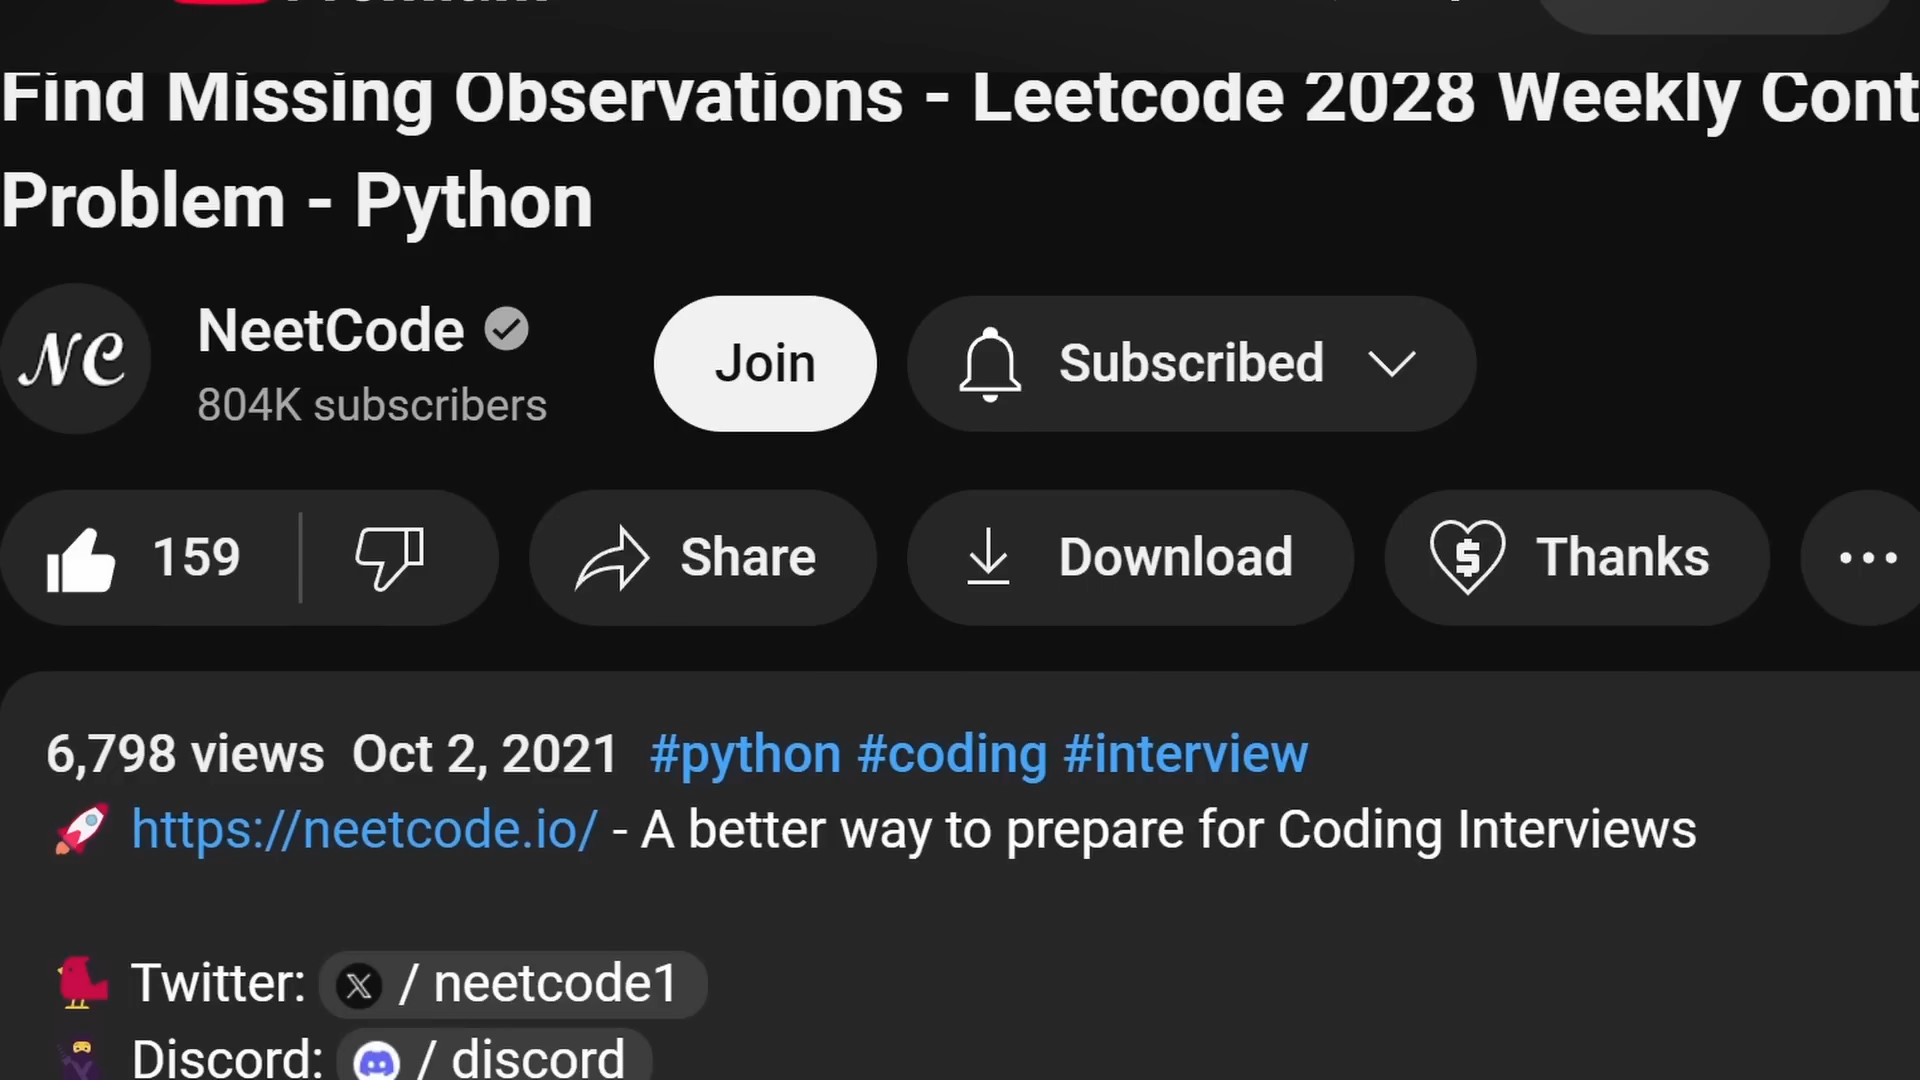 Find Missing Observations - Leetcode 2028 Weekly Cont
Problem - Python
NC
NeetCode
804K subscribers
Join
Subscribed
159
Share
Download
Thanks
6,798 views Oct 2, 2021 #python #coding #interview
https://neetcode.io/ - A better way to prepare for Coding Interviews
Twitter: X / neetcode1
Discord: / discord